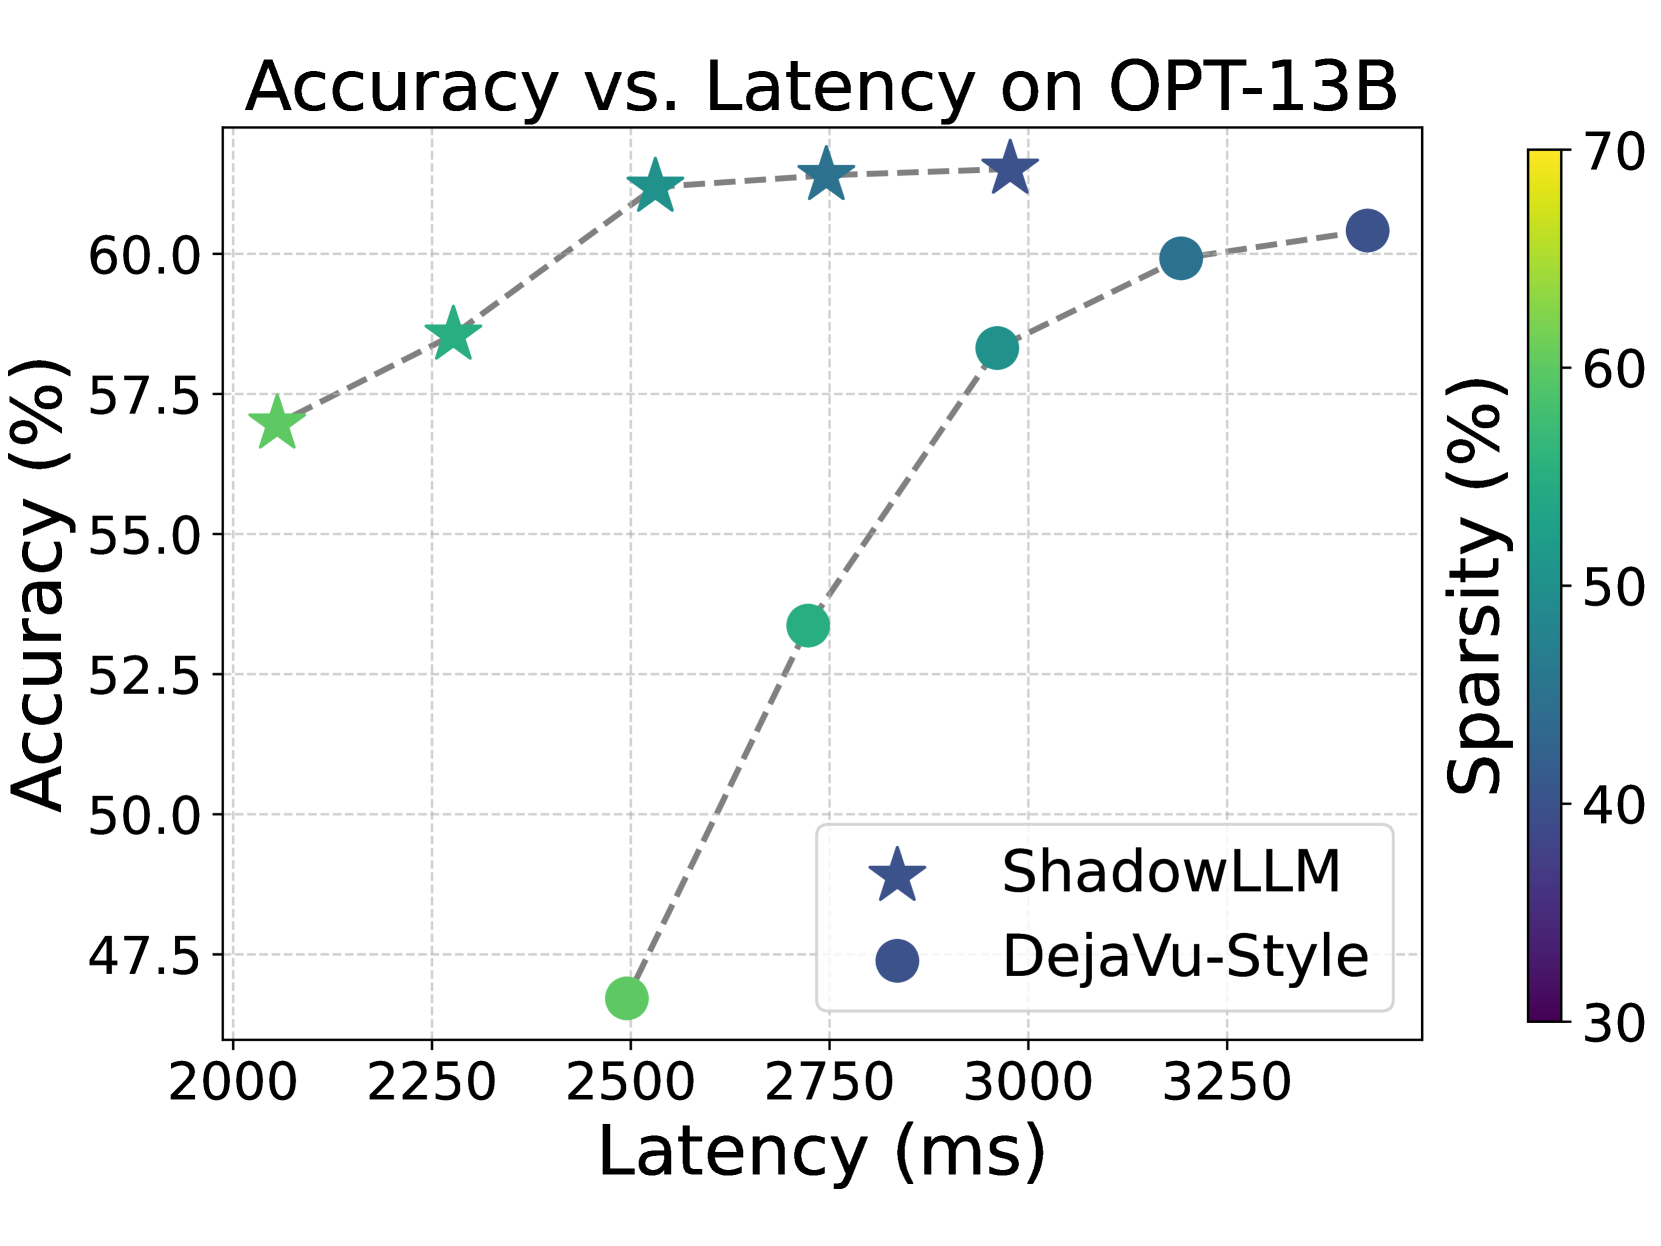 Accuracy vs. Latency on OPT-13B
Accuracy (%)
60.0
57.5
55.0
52.5
50.0
47.5
2000 2250 2500 2750 3000 3250
Latency (ms)
ShadowLLM
DejaVu-Style
Sparsity (%)
70
60
50
40
30